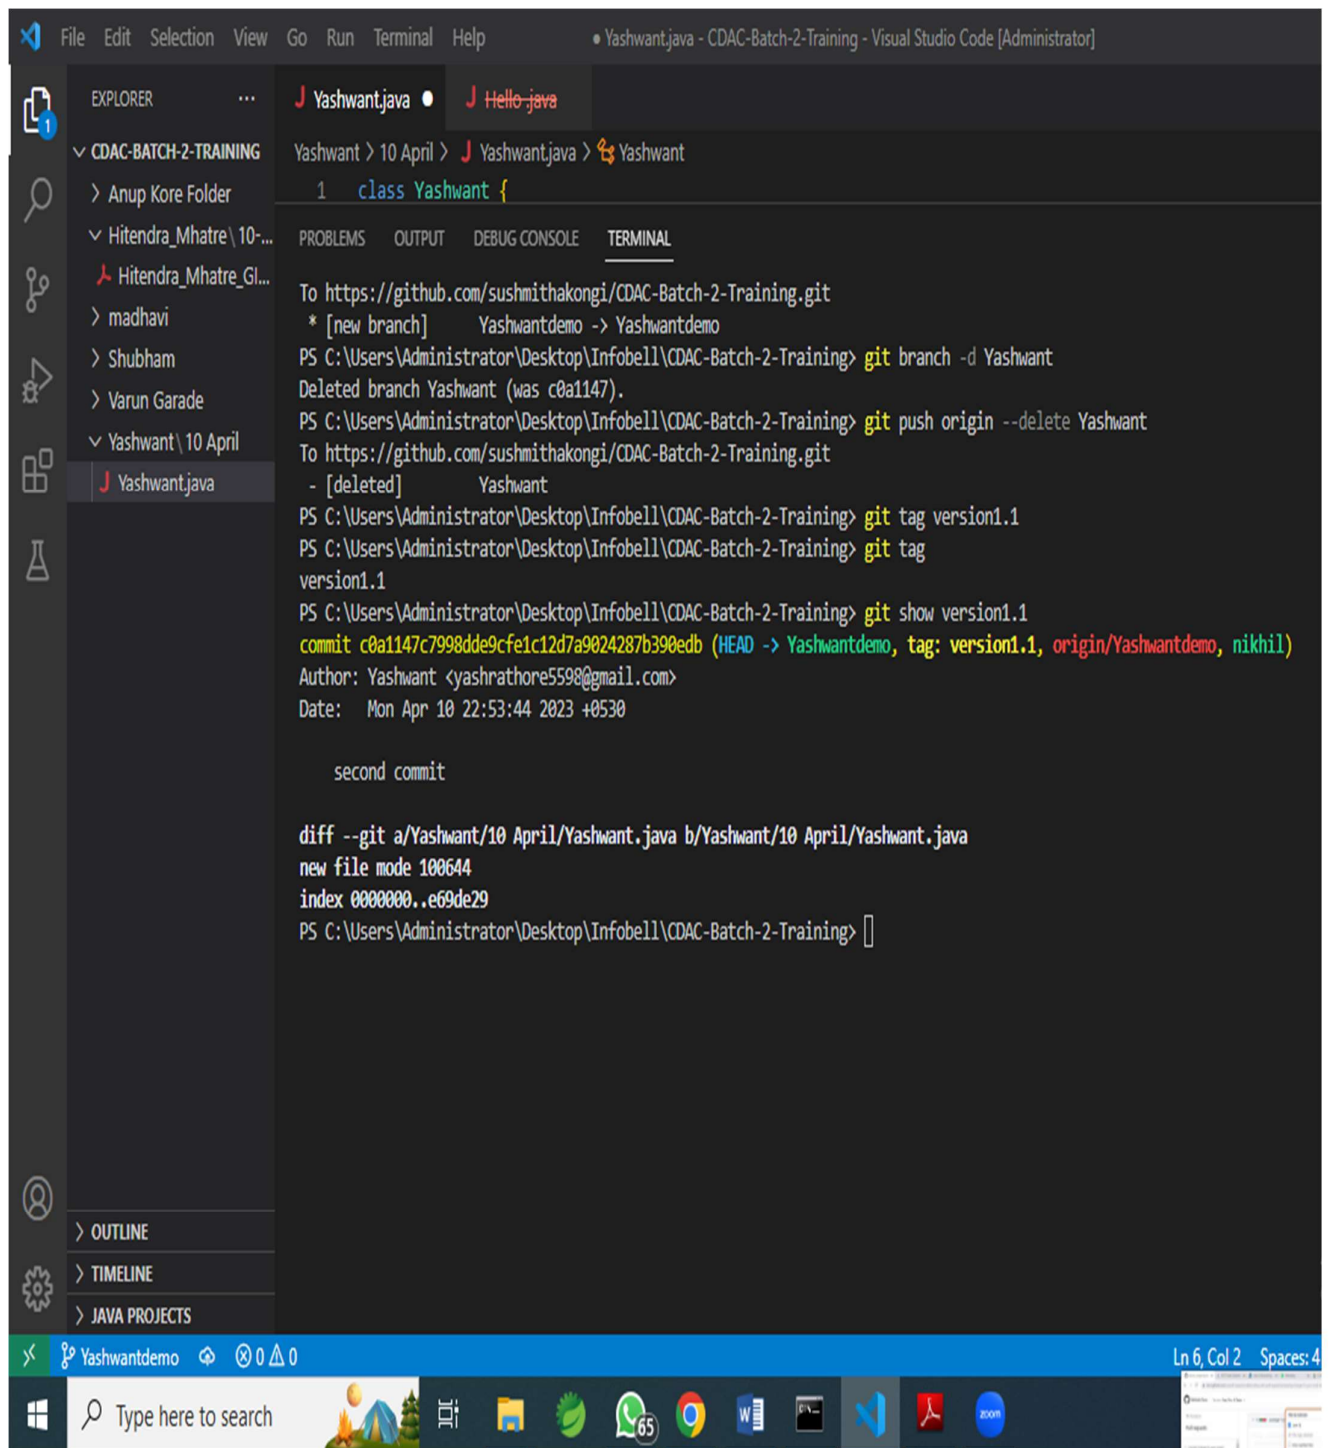 File Edit Selection View Go Run Terminal Help ● Yashwant.java - CDAC-Batch-2-Training - Visual Studio Code [Administrator]
EXPLORER ···
1
CDAC-BATCH-2-TRAINING
Anup Kore Folder
Hitendra_Mhatre\10-...
Hitendra_Mhatre_GI...
madhavi
Shubham
Varun Garade
Yashwant\10 April
J Yashwant.java
OUTLINE
TIMELINE
JAVA PROJECTS
J Yashwant.java ● J Hello.java
Yashwant > 10 April > J Yashwant.java > Yashwant
1 class Yashwant {
PROBLEMS OUTPUT DEBUG CONSOLE TERMINAL
To https://github.com/sushmithakongi/CDAC-Batch-2-Training.git
* [new branch] Yashwantdemo -> Yashwantdemo
PS C:\Users\Administrator\Desktop\Infobell\CDAC-Batch-2-Training> git branch -d Yashwant
Deleted branch Yashwant (was c0a1147).
PS C:\Users\Administrator\Desktop\Infobell\CDAC-Batch-2-Training> git push origin --delete Yashwant
To https://github.com/sushmithakongi/CDAC-Batch-2-Training.git
- [deleted] Yashwant
PS C:\Users\Administrator\Desktop\Infobell\CDAC-Batch-2-Training> git tag version1.1
PS C:\Users\Administrator\Desktop\Infobell\CDAC-Batch-2-Training> git tag
version1.1
PS C:\Users\Administrator\Desktop\Infobell\CDAC-Batch-2-Training> git show version1.1
commit c0a1147c7998dde9cfe1c12d7a9024287b390edb (HEAD -> Yashwantdemo, tag: version1.1, origin/Yashwantdemo, nikhil)
Author: Yashwant <yashrathore5598@gmail.com>
Date: Mon Apr 10 22:53:44 2023 +0530
second commit
diff --git a/Yashwant/10 April/Yashwant.java b/Yashwant/10 April/Yashwant.java
new file mode 100644
index 0000000..e69de29
PS C:\Users\Administrator\Desktop\Infobell\CDAC-Batch-2-Training>
Yashwantdemo 0 0 Ln 6, Col 2 Spaces: 4
Type here to search 65 W zoom